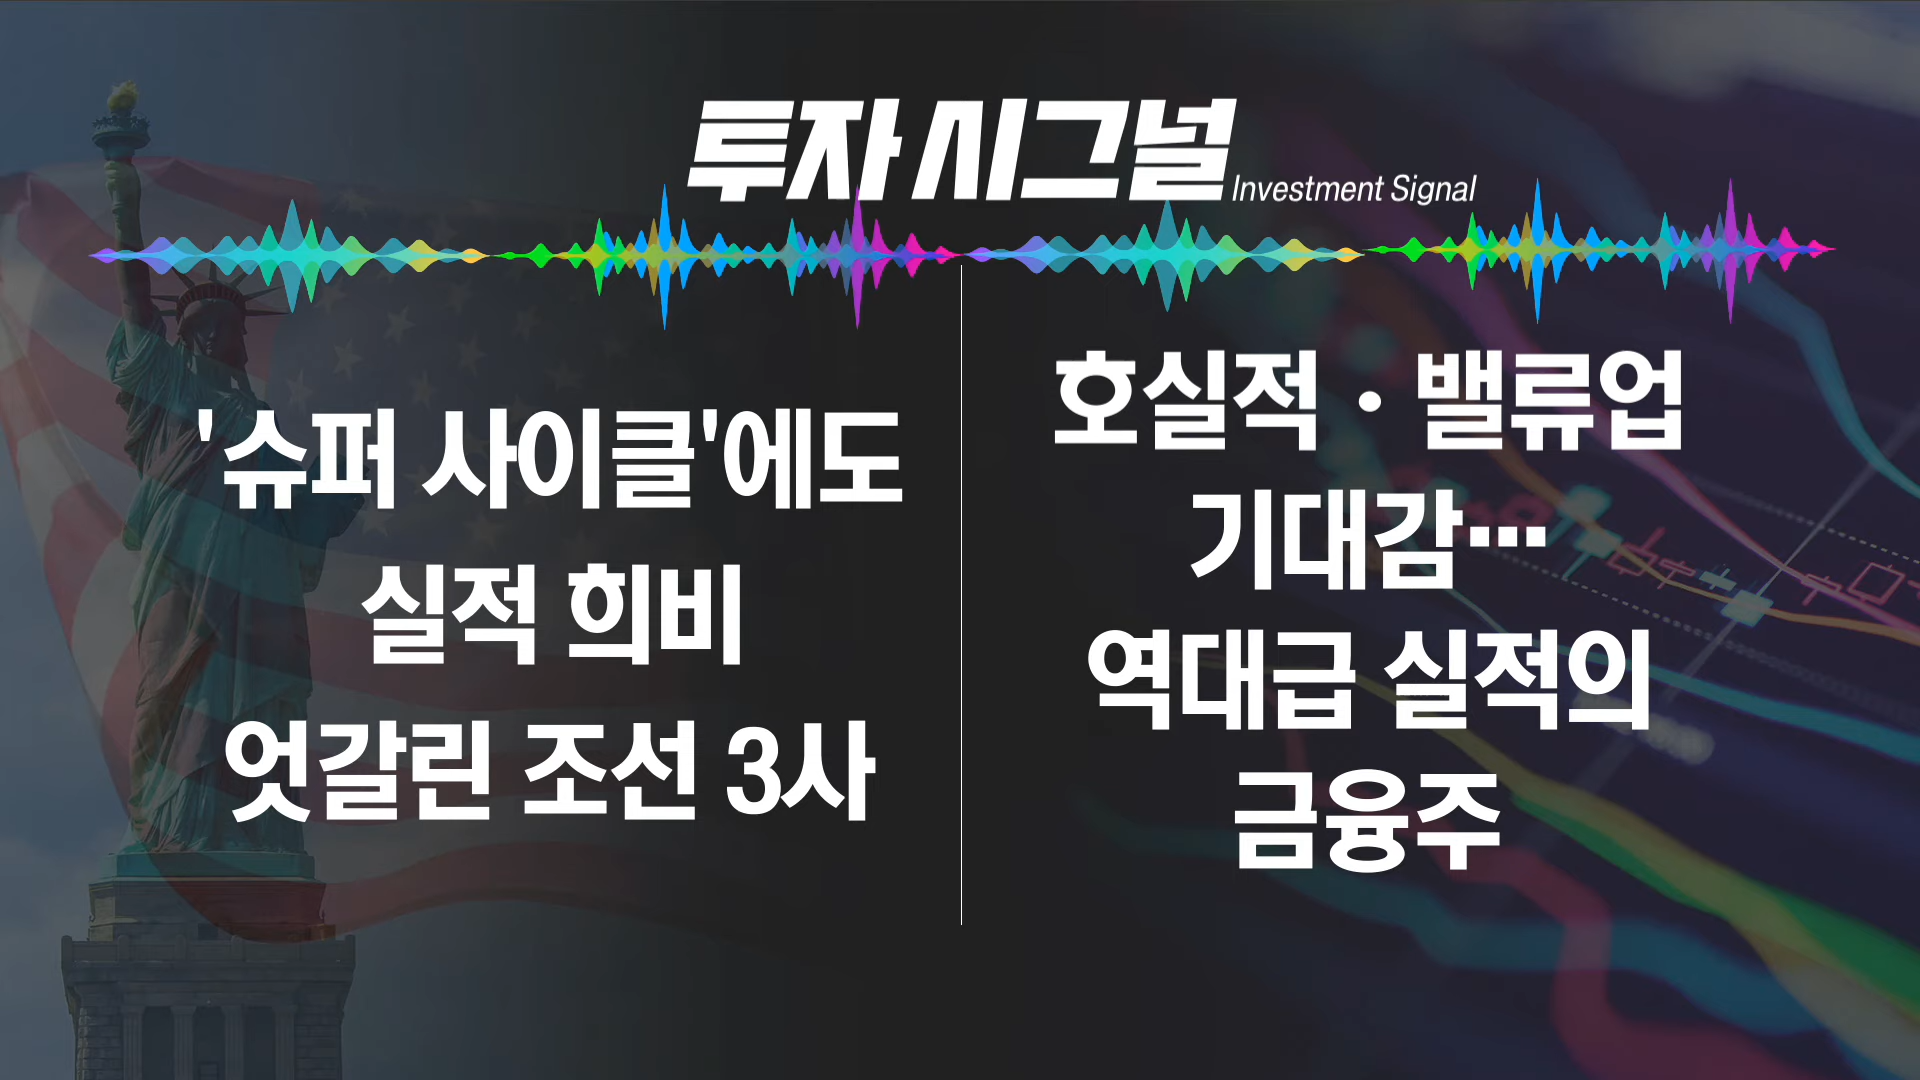 투자 시그널
Investment Signal
'슈퍼 사이클'에도
실적 희비
엇갈린 조선 3사
호실적·밸류업
기대감…
역대급 실적의
금융주